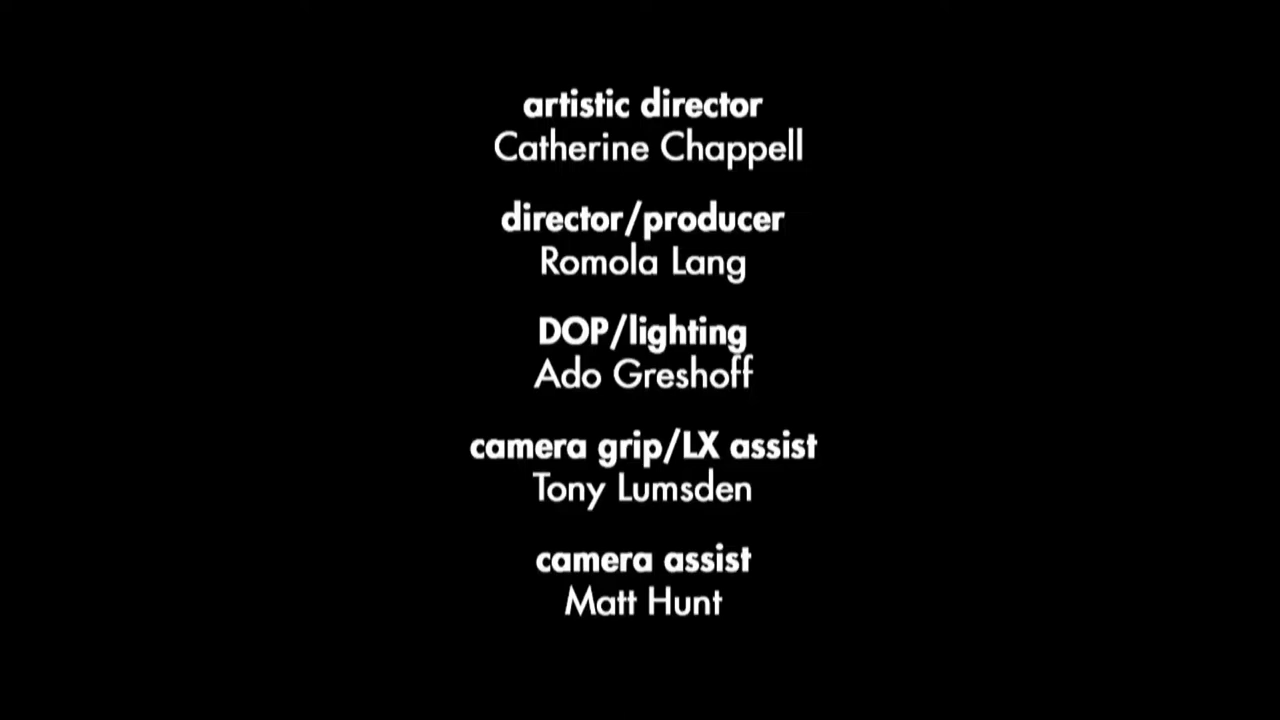 artistic director
Catherine Chappell
director/producer
Romola Lang
DOP/lighting
Ado Greshoff
camera grip/LX assist
Tony Lumsden
camera assist
Matt Hunt